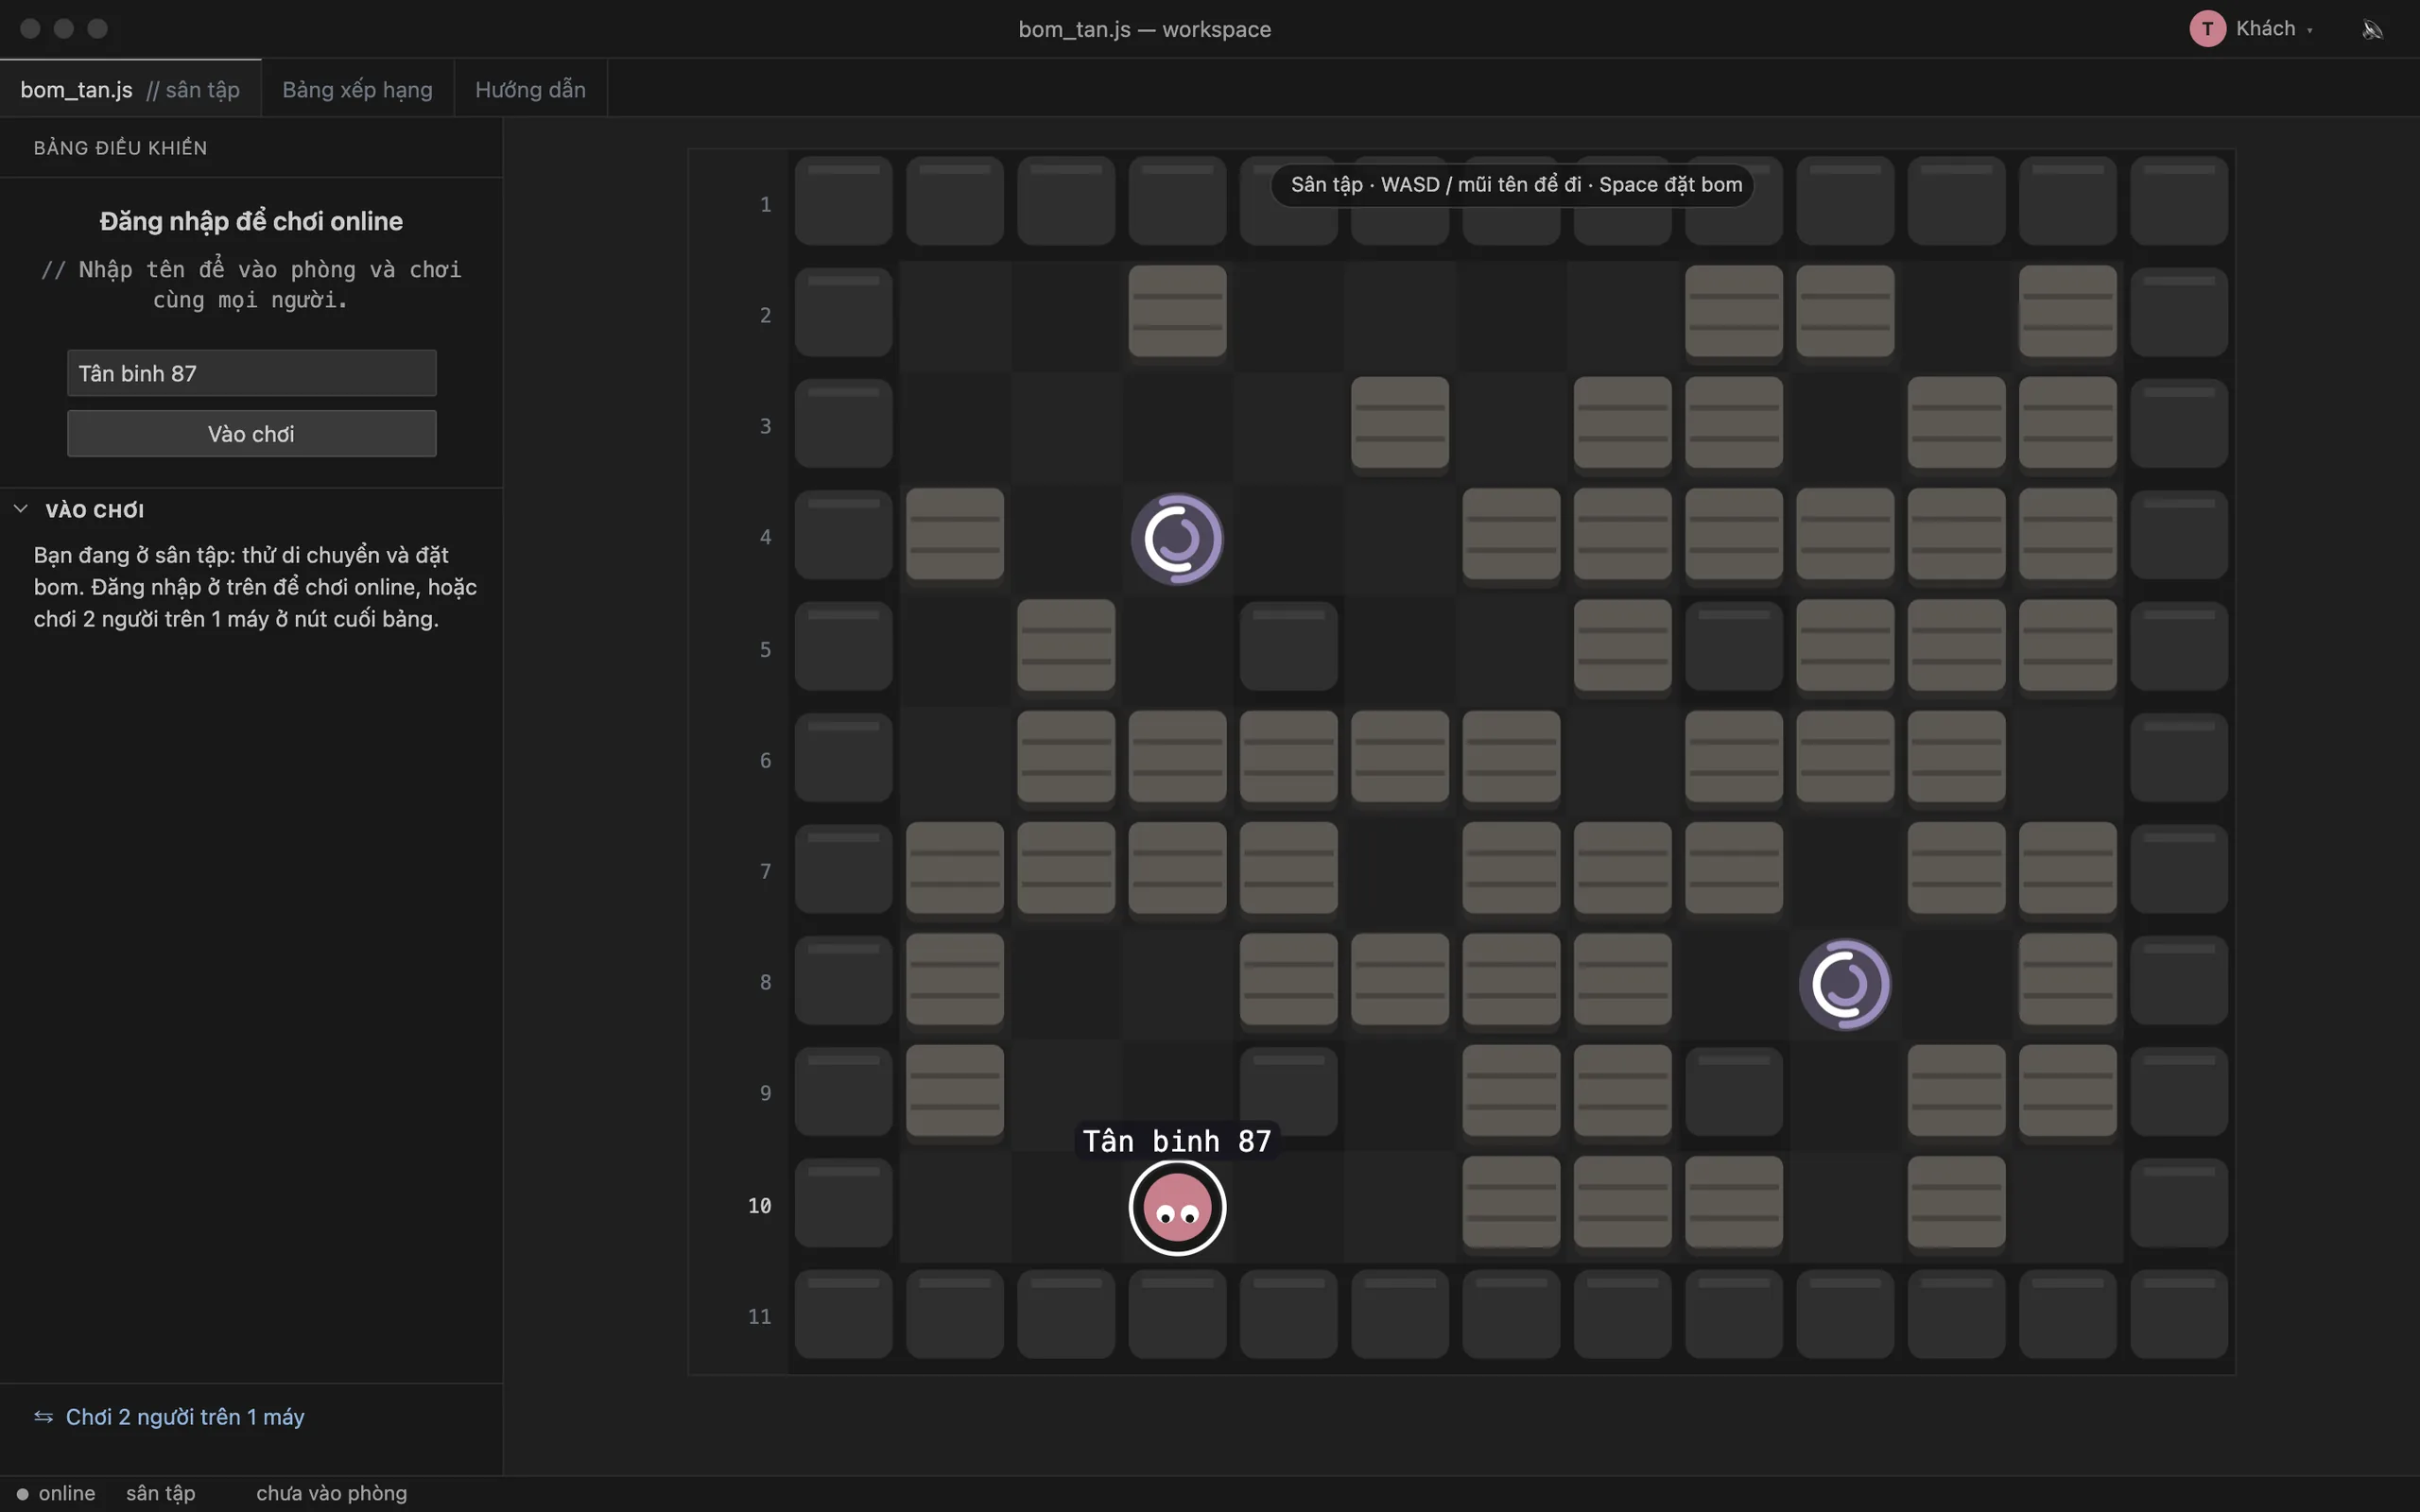 bom_tan.js — workspace
T Khách
bom_tan.js // sân tập
Bảng xếp hạng
Hướng dẫn
BẢNG ĐIỀU KHIỂN
Đăng nhập để chơi online
// Nhập tên để vào phòng và chơi
cùng mọi người.
Tân binh 87
Vào chơi
VÀO CHƠI
Bạn đang ở sân tập: thử di chuyển và đặt
bom. Đăng nhập ở trên để chơi online, hoặc
chơi 2 người trên 1 máy ở nút cuối bảng.
Chơi 2 người trên 1 máy
Sân tập · WASD / mũi tên để đi · Space đặt bom
1
2
3
4
5
6
7
8
9
Tân binh 87
10
11
online
sân tập
chưa vào phòng